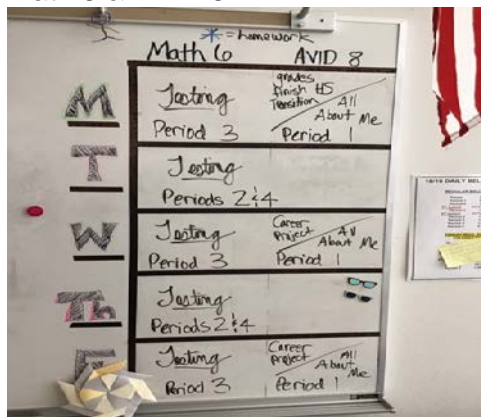 * = homework
Math 6 AVID 8
M
Testing
Period 3
grades
Finish HS
Transition
All
About Me
Period 1
T
Testing
Periods 2 & 4
W
Testing
Period 3
Career
Project
All
About Me
Period 1
Th
Testing
Periods 2 & 4
F
Testing
Period 3
Career
Project
All
About Me
Period 1
DAILY BEL